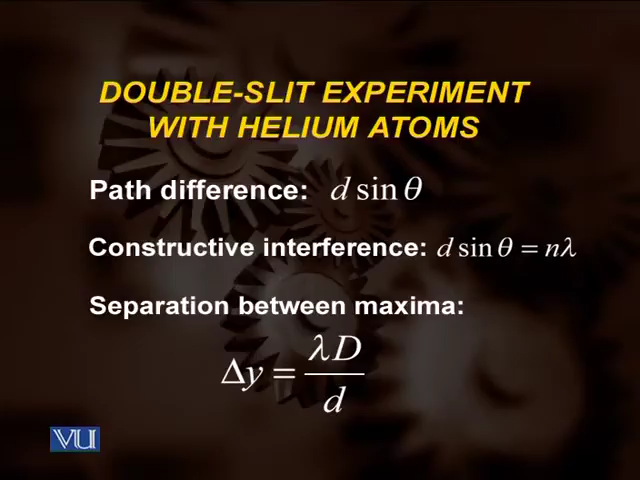 DOUBLE-SLIT EXPERIMENT
WITH HELIUM ATOMS
Path difference: d sin θ
Constructive interference: d sin θ = nλ
Separation between maxima:
Δy = λD / d
VU